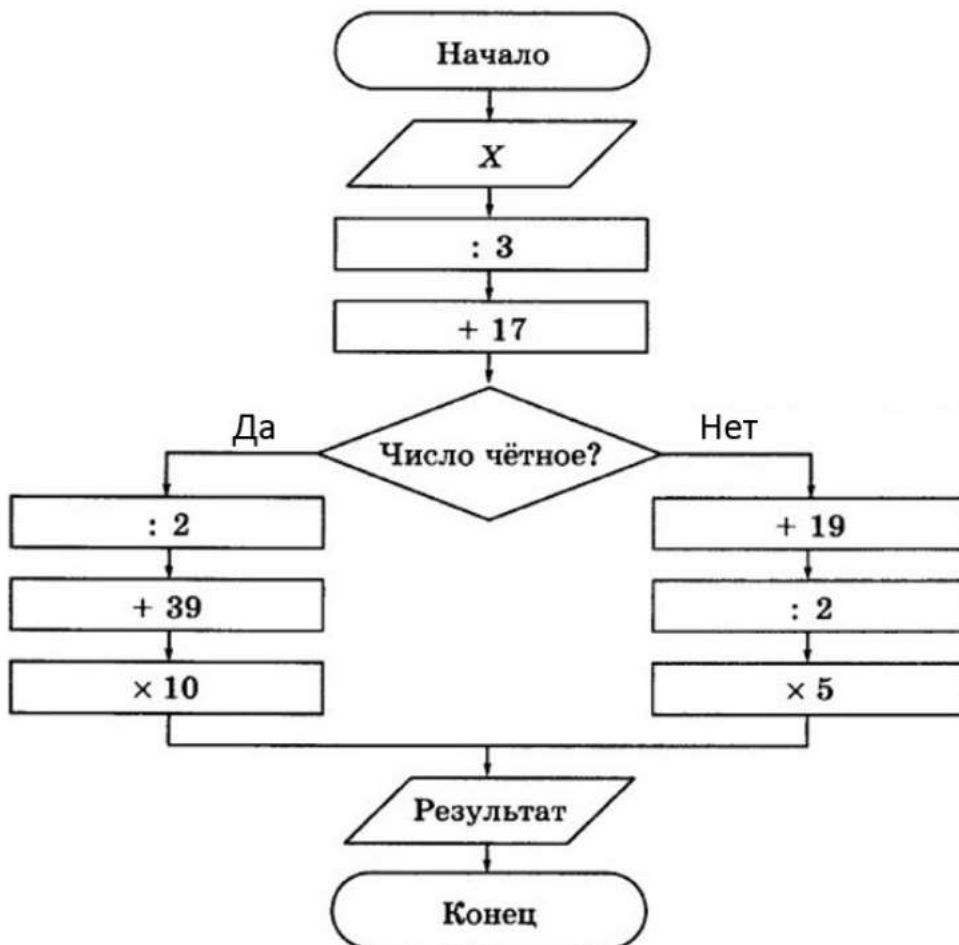 Начало
X
: 3
+ 17
Да
Число чётное?
Нет
: 2
+ 39
× 10
+ 19
: 2
× 5
Результат
Конец